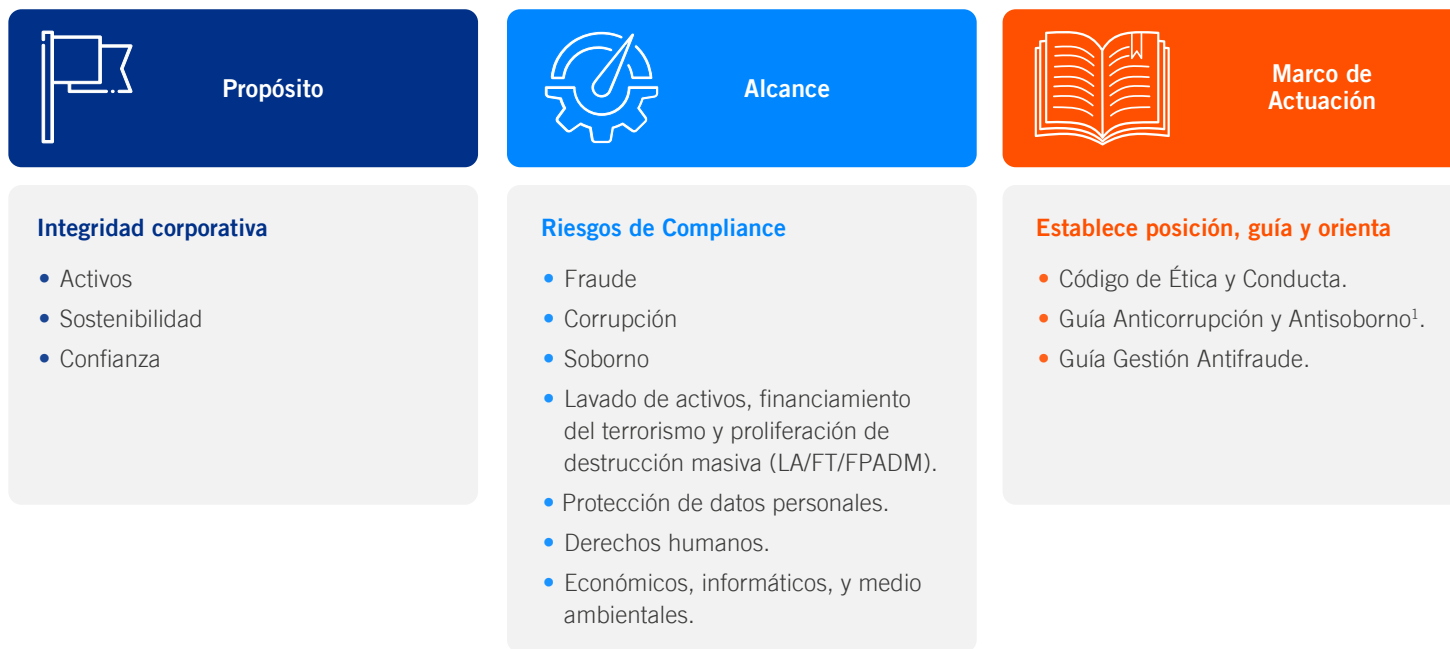 Propósito
Integridad corporativa
• Activos
• Sostenibilidad
• Confianza
Alcance
Riesgos de Compliance
• Fraude
• Corrupción
• Soborno
• Lavado de activos, financiamiento
del terrorismo y proliferación de
destrucción masiva (LA/FT/FPADM).
• Protección de datos personales.
• Derechos humanos.
• Económicos, informáticos, y medio
ambientales.
Marco de
Actuación
Establece posición, guía y orienta
• Código de Ética y Conducta.
• Guía Anticorrupción y Antisoborno¹.
• Guía Gestión Antifraude.